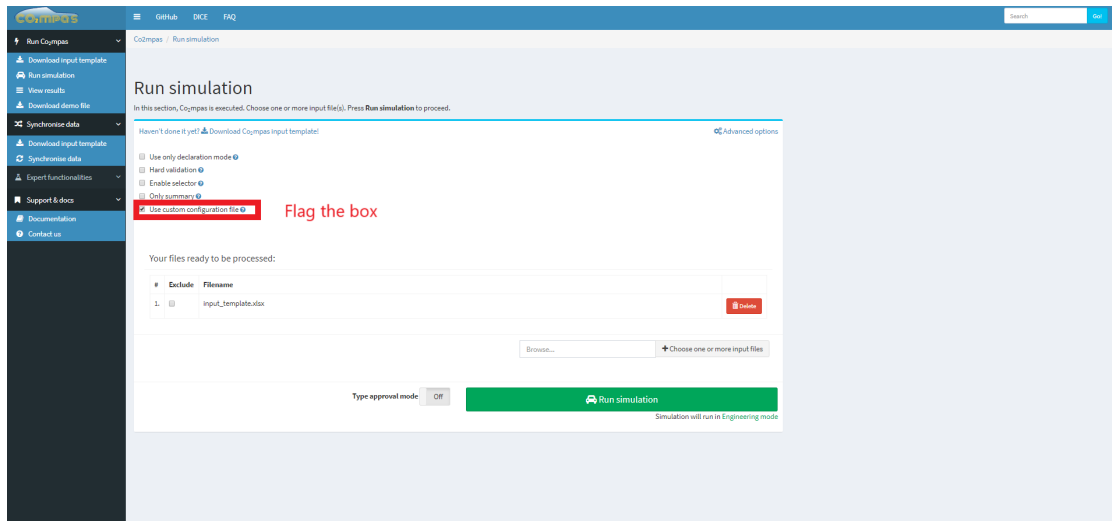 CO₂MPAS
GitHub DICE FAQ
Search
Go!
Run Co₂mpas
Co2mpas / Run simulation
Download input template
Run simulation
View results
Download demo file
Synchronise data
Donwload input template
Synchronise data
Expert functionalities
Support & docs
Documentation
Contact us
Run simulation
In this section, Co₂mpas is executed. Choose one or more input file(s). Press Run simulation to proceed.
Haven't done it yet? Download Co₂mpas input template!
Advanced options
Use only declaration mode
Hard validation
Enable selector
Only summary
Use custom configuration file
Flag the box
Your files ready to be processed:
# Exclude Filename
1. input_template.xlsx
Delete
Browse...
Choose one or more input files
Type approval mode
Off
Run simulation
Simulation will run in Engineering mode